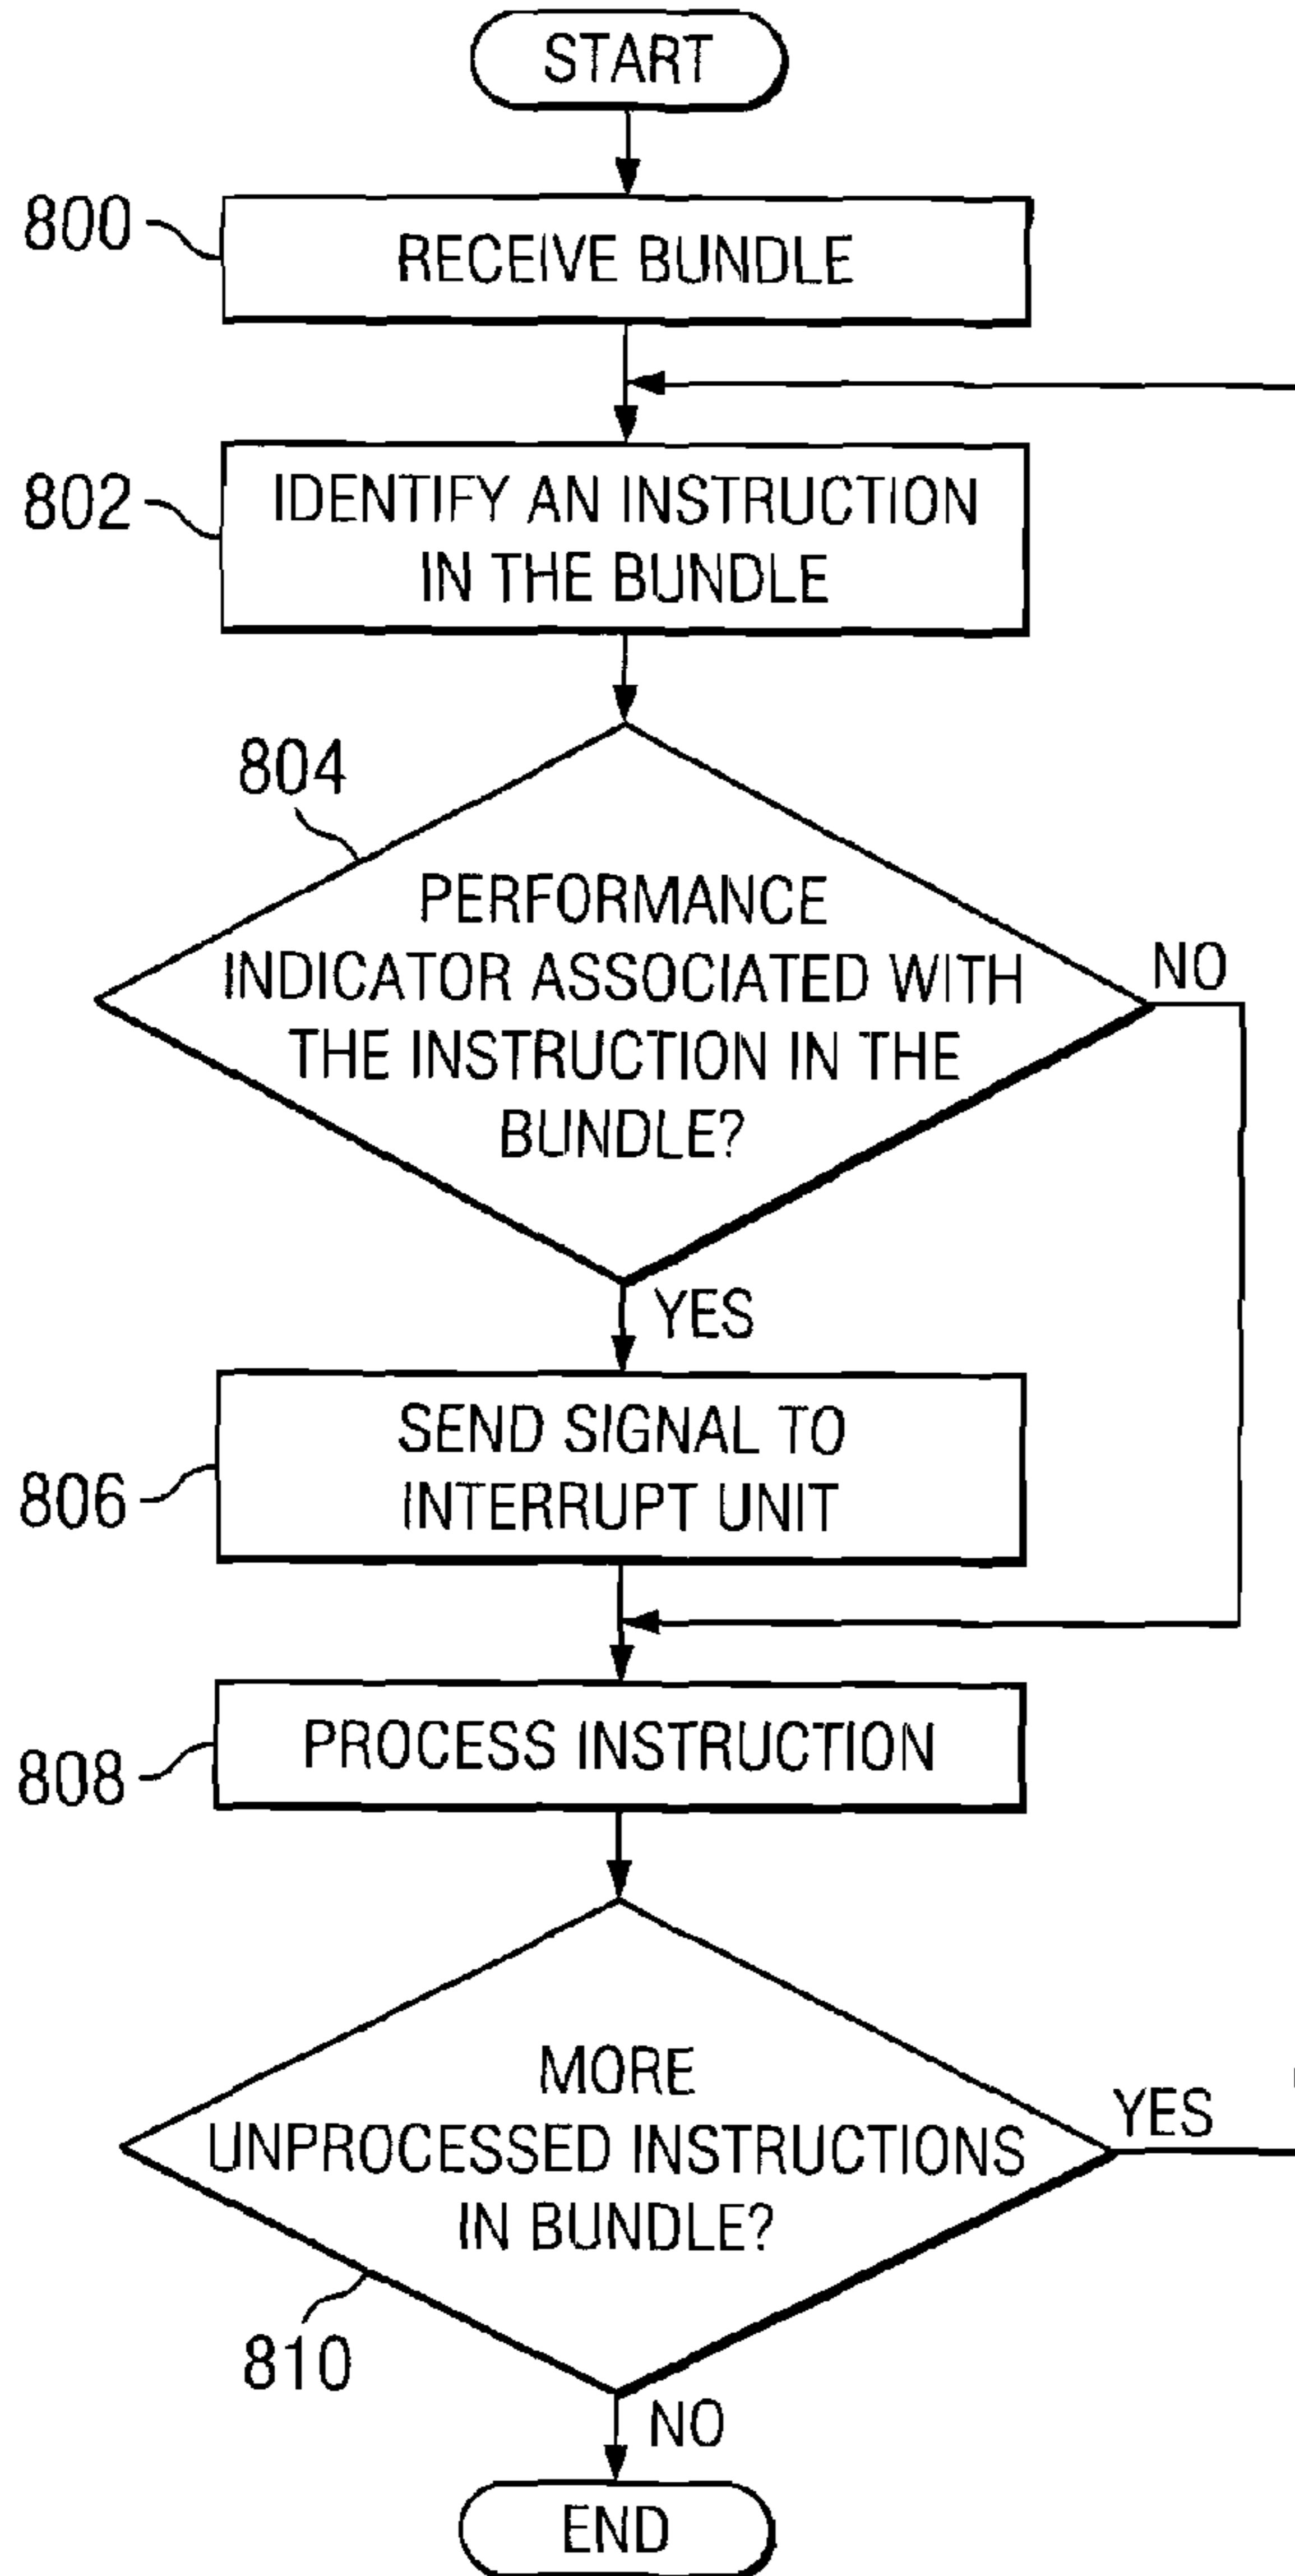 START
800
RECEIVE BUNDLE
802
IDENTIFY AN INSTRUCTION
IN THE BUNDLE
804
PERFORMANCE
INDICATOR ASSOCIATED WITH
THE INSTRUCTION IN THE
BUNDLE?
NO
YES
806
SEND SIGNAL TO
INTERRUPT UNIT
808
PROCESS INSTRUCTION
MORE
UNPROCESSED INSTRUCTIONS
IN BUNDLE?
YES
810
NO
END